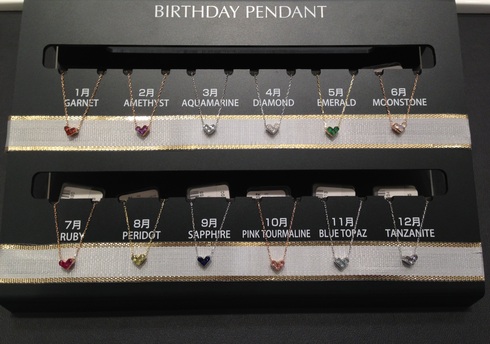 BIRTHDAY PENDANT
1月 2月 3月 4月 5月 6月
GARNET AMETHYST AQUAMARINE DIAMOND EMERALD MOONSTONE
7月 8月 9月 10月 11月 12月
RUBY PERIDOT SAPPHIRE PINK TOURMALINE BLUE TOPAZ TANZANITE